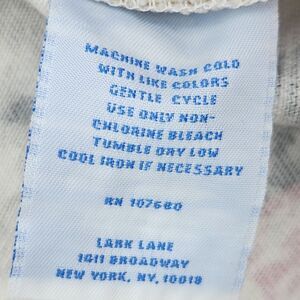 MACHINE WASH COLD
WITH LIKE COLORS
GENTLE CYCLE
USE ONLY NON-
CHLORINE BLEACH
TUMBLE DRY LOW
COOL IRON IF NECESSARY
RN 107660
LARK LANE
1411 BROADWAY
NEW YORK, NY, 10018